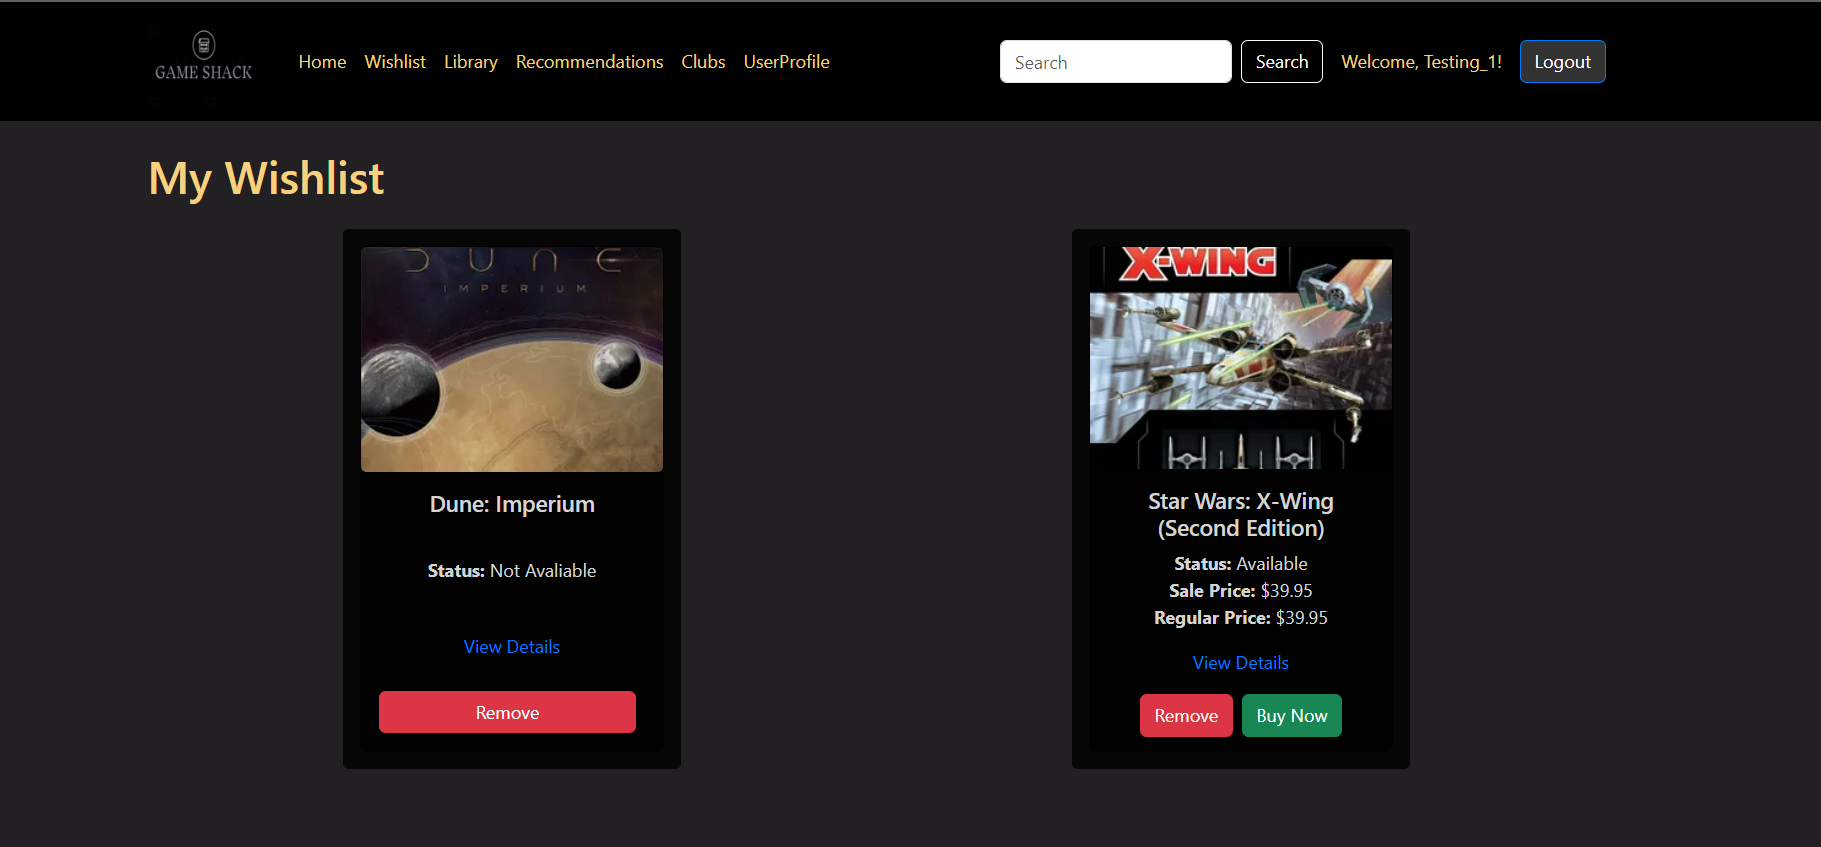 GAME SHACK
Home Wishlist Library Recommendations Clubs UserProfile
Search
Search
Welcome, Testing_1!
Logout
My Wishlist
DUNE
IMPERIUM
Dune: Imperium
Status: Not Avaliable
View Details
Remove
X-WING
Star Wars: X-Wing
(Second Edition)
Status: Available
Sale Price: $39.95
Regular Price: $39.95
View Details
Remove
Buy Now